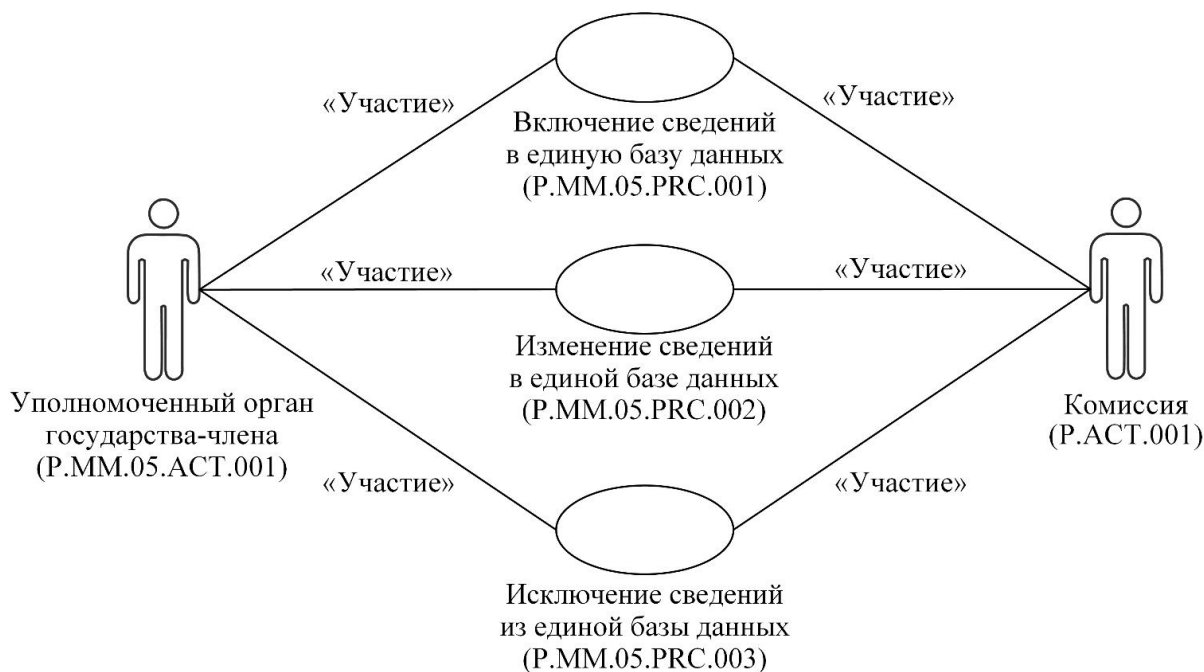 «Участие»
«Участие»
Включение сведений
в единую базу данных
(P.MM.05.PRC.001)
«Участие»
«Участие»
Изменение сведений
в единой базе данных
(P.MM.05.PRC.002)
Уполномоченный орган
государства-члена
(P.MM.05.ACT.001)
Комиссия
(P.ACT.001)
«Участие»
«Участие»
Исключение сведений
из единой базы данных
(P.MM.05.PRC.003)